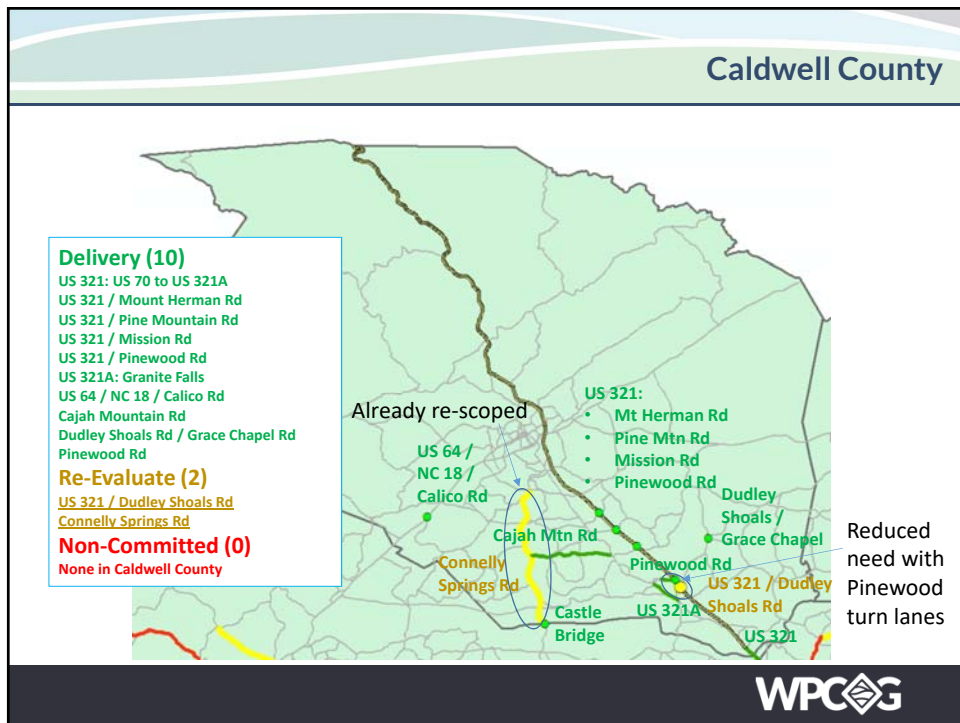 Caldwell County
Delivery (10)
US 321: US 70 to US 321A
US 321 / Mount Herman Rd
US 321 / Pine Mountain Rd
US 321 / Mission Rd
US 321 / Pinewood Rd
US 321A: Granite Falls
US 64 / NC 18 / Calico Rd
Cajah Mountain Rd
Dudley Shoals Rd / Grace Chapel Rd
Pinewood Rd
Re-Evaluate (2)
US 321 / Dudley Shoals Rd
Connelly Springs Rd
Non-Committed (0)
None in Caldwell County
Already re-scoped
US 321:
• Mt Herman Rd
• Pine Mtn Rd
• Mission Rd
• Pinewood Rd
US 64 /
NC 18 /
Calico Rd
Cajah Mtn Rd
Dudley
Shoals /
Grace Chapel
Connelly
Springs Rd
Pinewood Rd
US 321 / Dudley
Shoals Rd
US 321A
Castle
Bridge
US 321
Reduced
need with
Pinewood
turn lanes
WPCOG